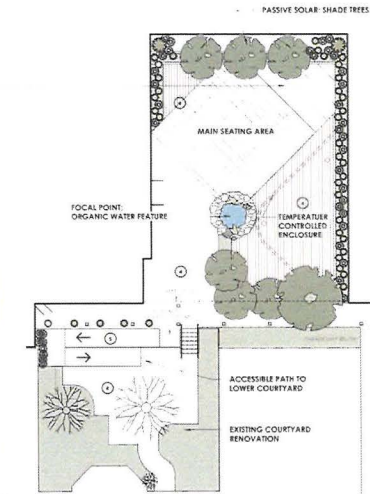 PASSIVE SOLAR: SHADE TREES
MAIN SEATING AREA
FOCAL POINT:
ORGANIC WATER FEATURE
TEMPERATUER
CONTROLLED
ENCLOSURE
ACCESSIBLE PATH TO
LOWER COURTYARD
EXISTING COURTYARD
RENOVATION